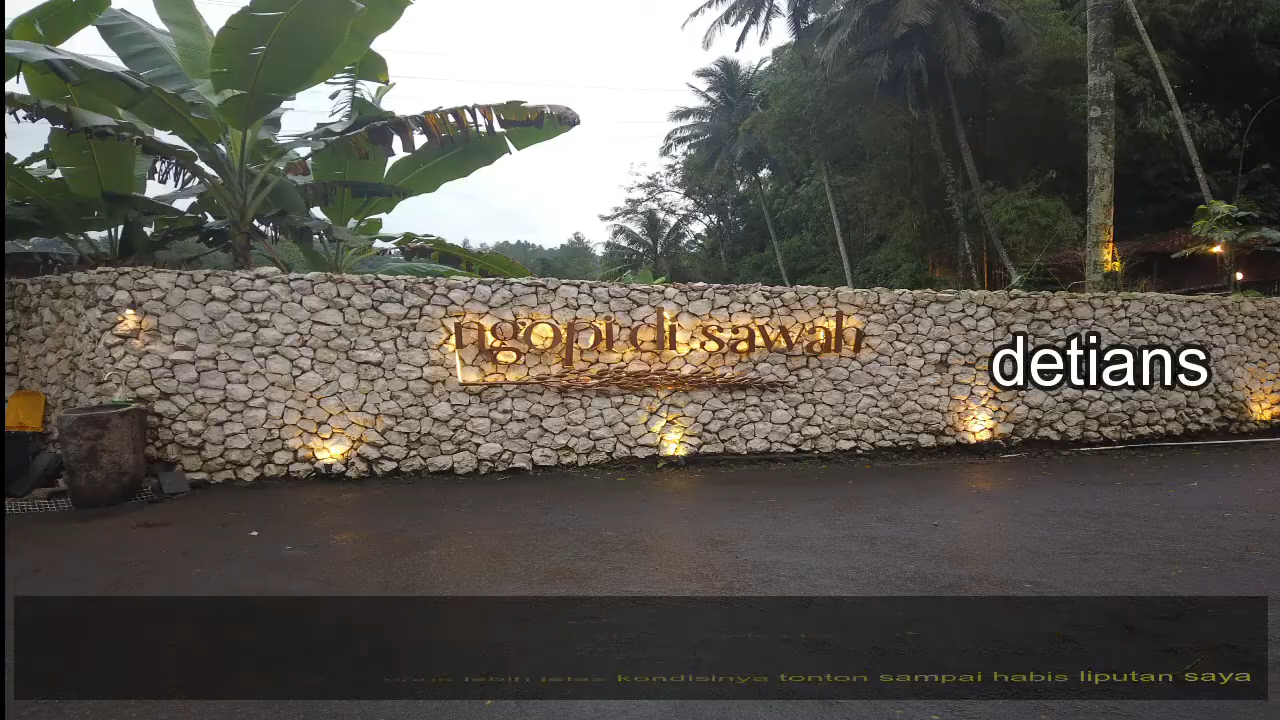 ngopi di sawah
detians
kondisinya tonton sampai habis liputan saya